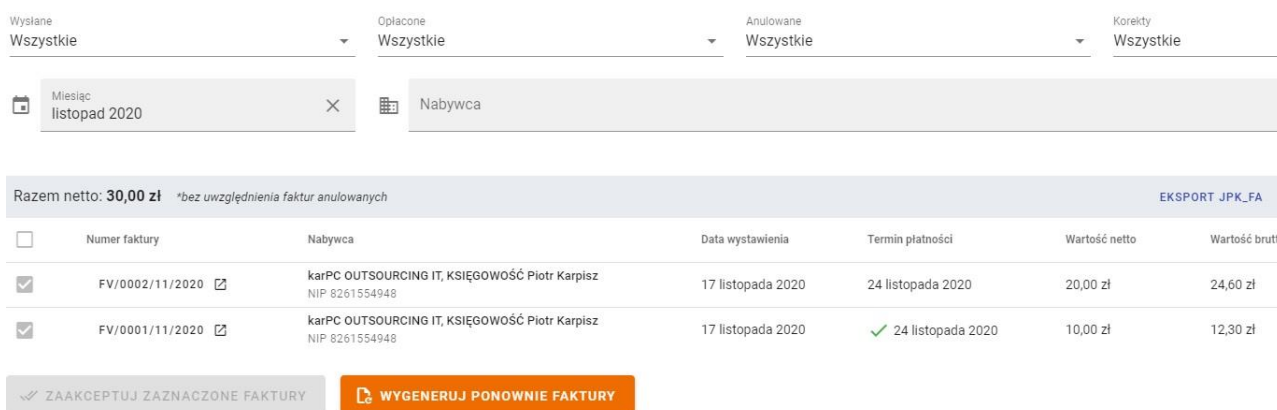 Wysłane Opłacone Anulowane Korekty
Wszystkie Wszystkie Wszystkie Wszystkie
Miesiąc
listopad 2020 Nabywca
Razem netto: 30,00 zł *bez uwzględnienia faktur anulowanych EKSPORT JPK_FA
Numer faktury Nabywca Data wystawienia Termin płatności Wartość netto Wartość brutt
FV/0002/11/2020 karPC OUTSOURCING IT, KSIĘGOWOŚĆ Piotr Karpisz 17 listopada 2020 24 listopada 2020 20,00 zł 24,60 zł
NIP 8261554948
FV/0001/11/2020 karPC OUTSOURCING IT, KSIĘGOWOŚĆ Piotr Karpisz 17 listopada 2020 24 listopada 2020 10,00 zł 12,30 zł
NIP 8261554948
ZAAKCEPTUJ ZAZNACZONE FAKTURY WYGENERUJ PONOWNIE FAKTURY